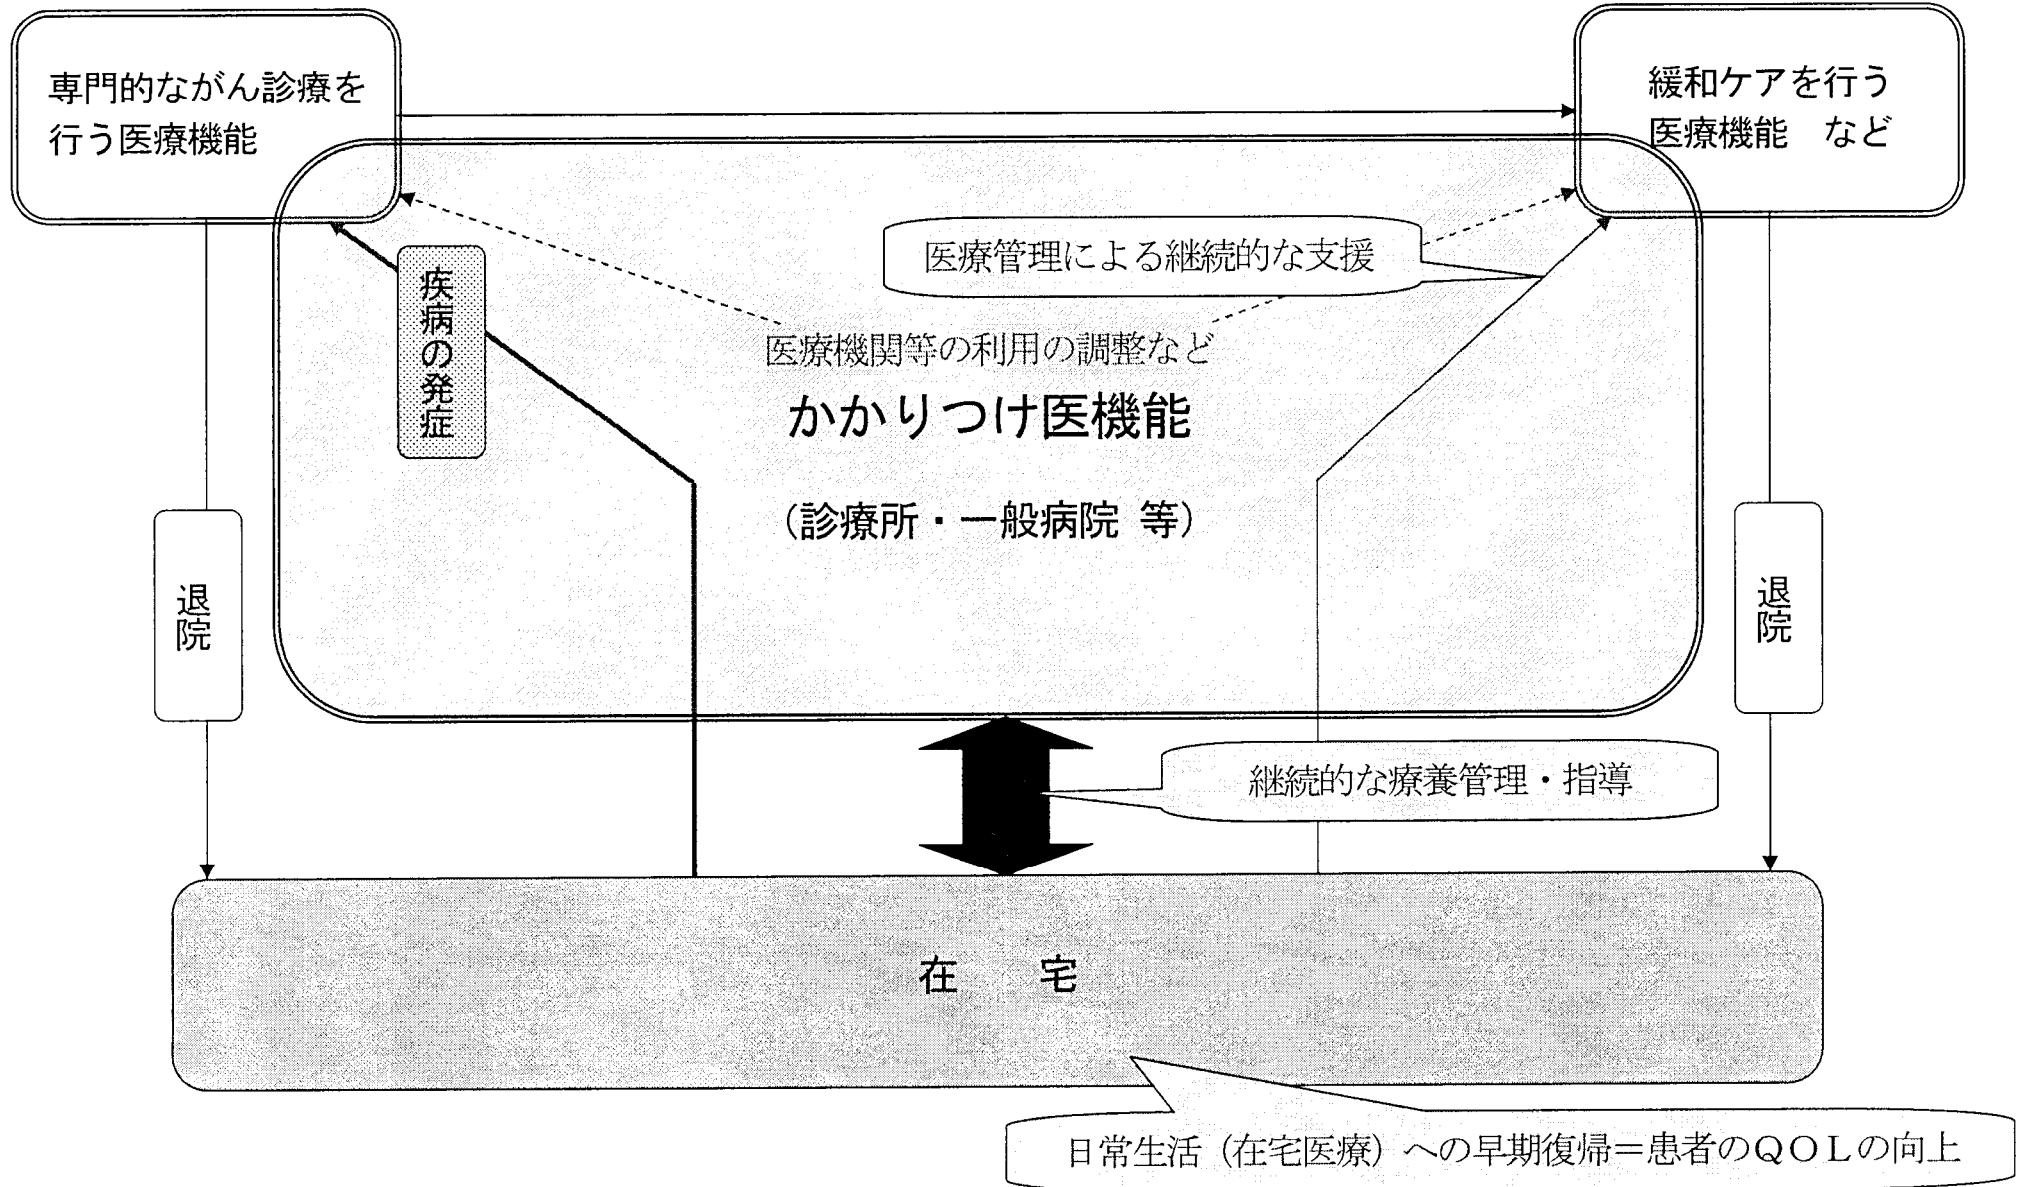 専門的ながん診療を
行う医療機能
緩和ケアを行う
医療機能　など
医療管理による継続的な支援
疾病の発症
医療機関等の利用の調整など
かかりつけ医機能
（診療所・一般病院 等）
退院
退院
継続的な療養管理・指導
在　宅
日常生活（在宅医療）への早期復帰＝患者のＱＯＬの向上